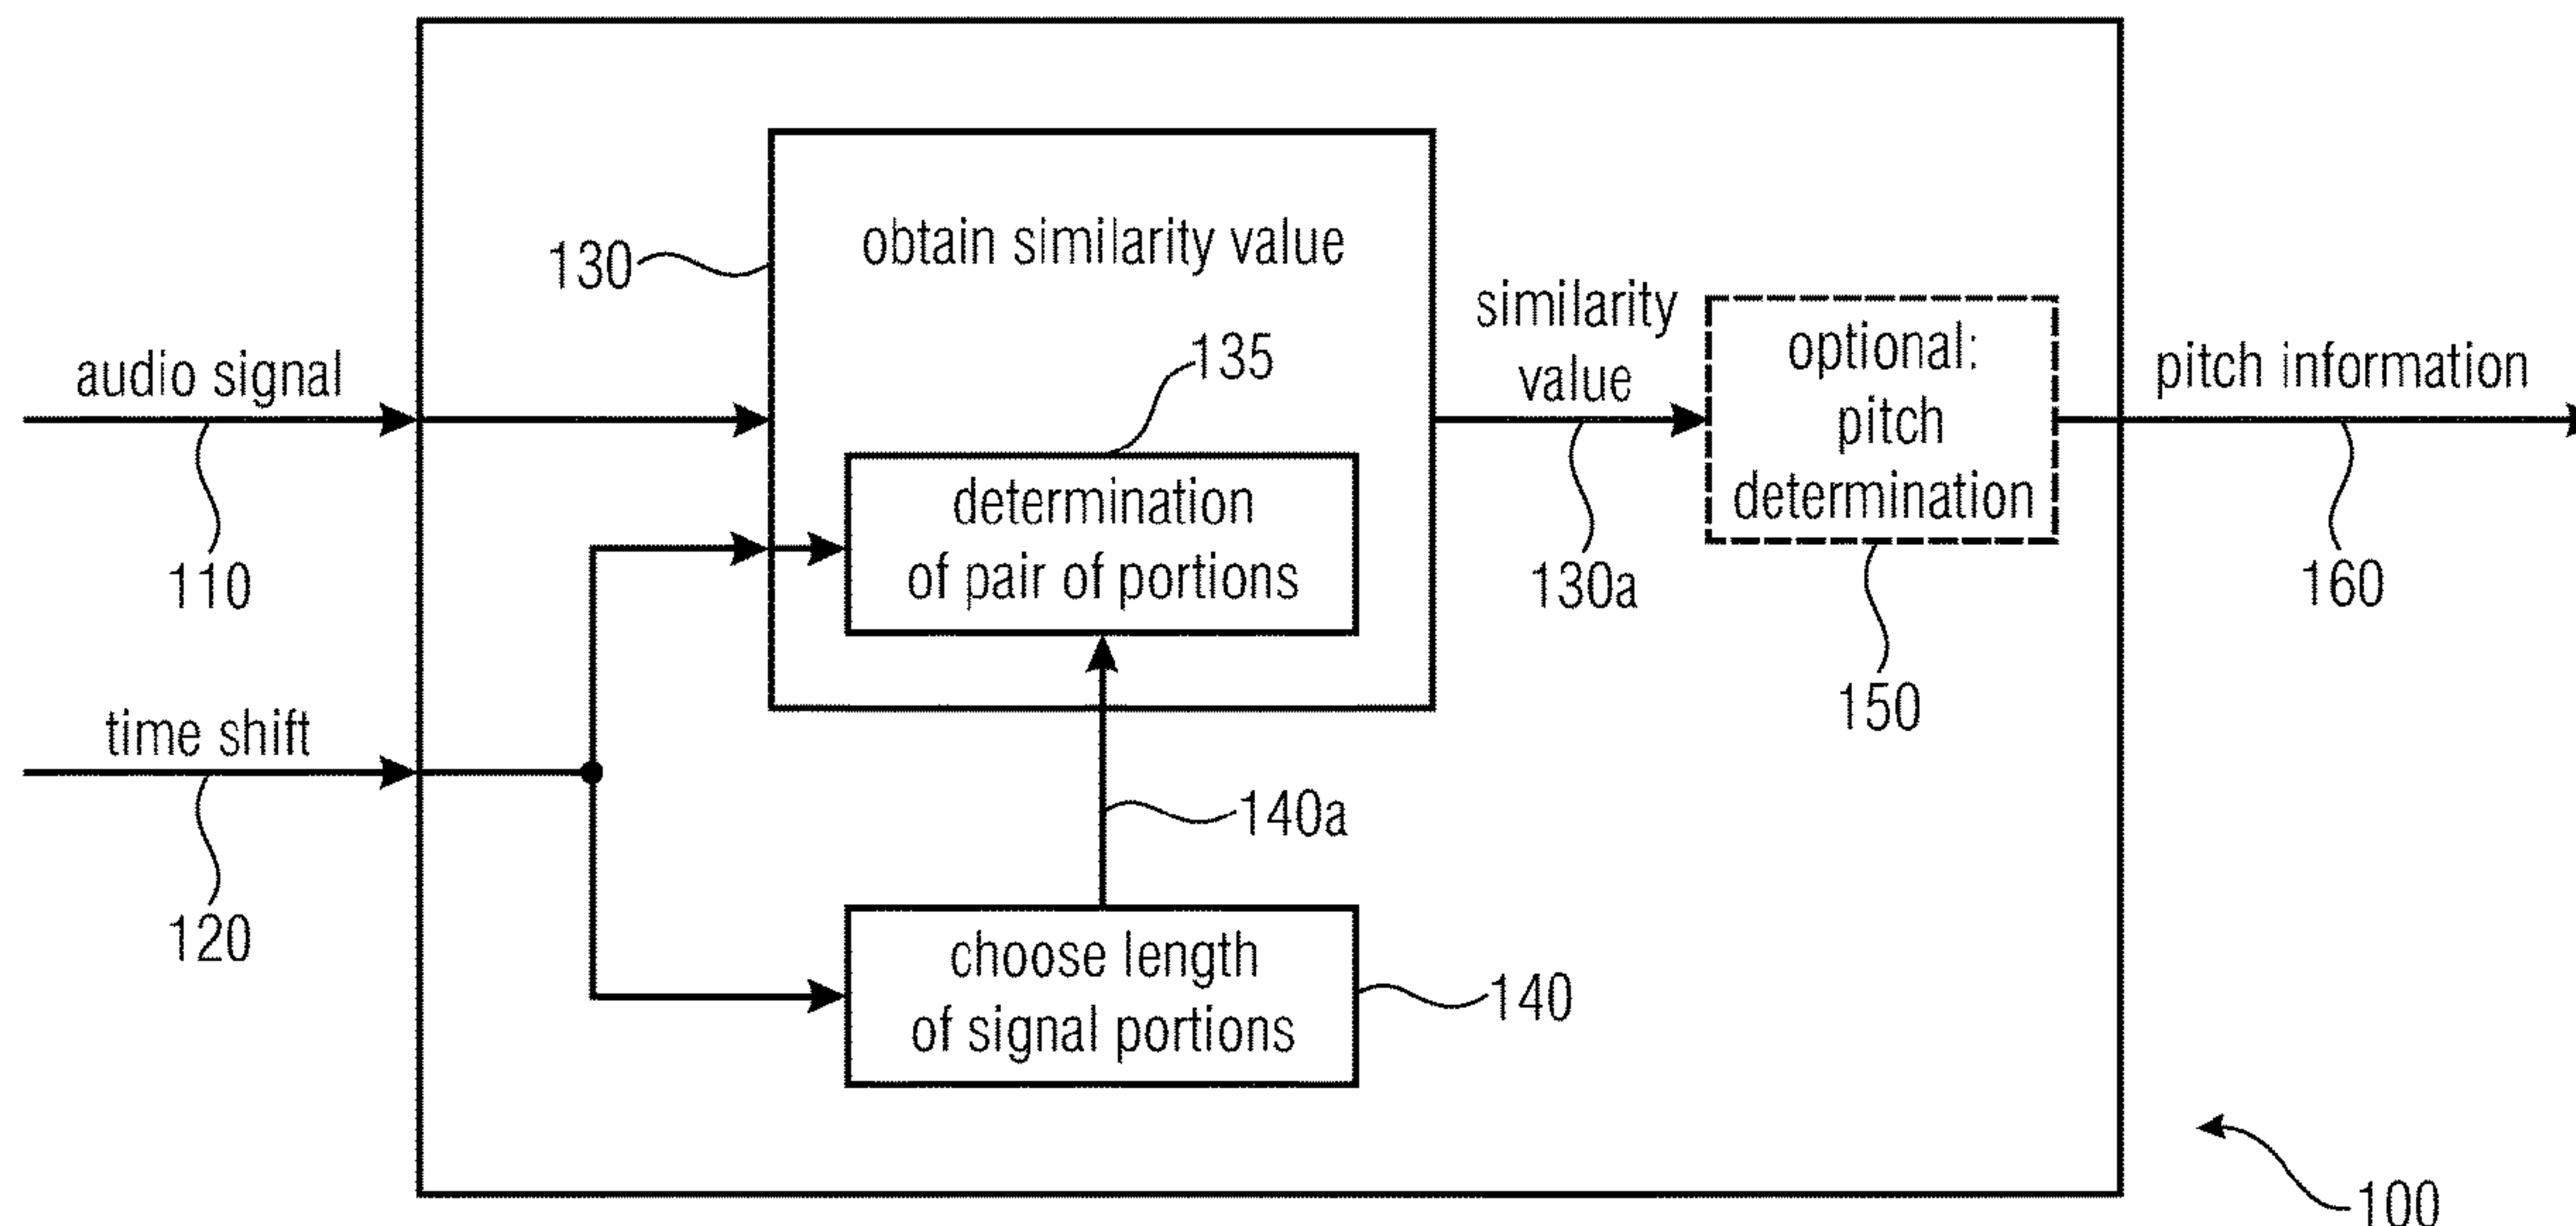 130
obtain similarity value
similarity
value
optional:
pitch
determination
audio signal
135
pitch information
determination
of pair of portions
110
130a
160
150
time shift
140a
120
choose length
of signal portions
140
100